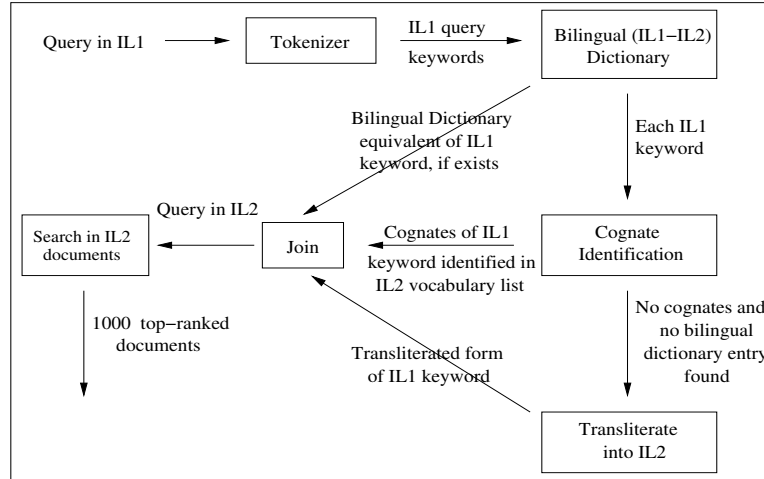 Query in IL1
Tokenizer
IL1 query
keywords
Bilingual (IL1−IL2)
Dictionary
Bilingual Dictionary
equivalent of IL1
keyword, if exists
Each IL1
keyword
Query in IL2
Search in IL2
documents
Join
Cognates of IL1
keyword identified in
IL2 vocabulary list
Cognate
Identification
1000 top−ranked
documents
Transliterated form
of IL1 keyword
No cognates and
no bilingual
dictionary entry
found
Transliterate
into IL2